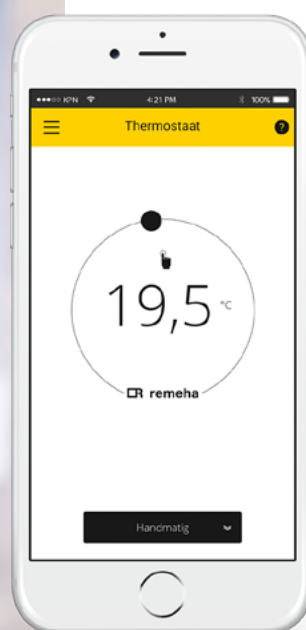 KPN 4:21 PM 100%
Thermostaat ?
19,5 °C
remeha
Handmatig